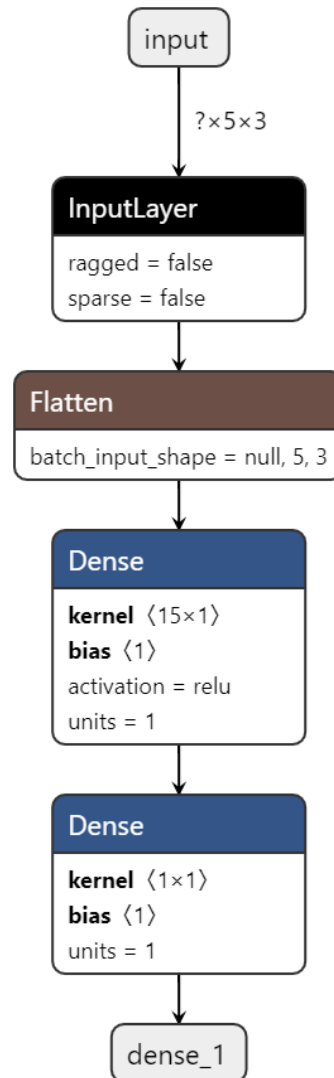 input
?×5×3
InputLayer
ragged = false
sparse = false
Flatten
batch_input_shape = null, 5, 3
Dense
kernel 〈15×1〉
bias 〈1〉
activation = relu
units = 1
Dense
kernel 〈1×1〉
bias 〈1〉
units = 1
dense_1